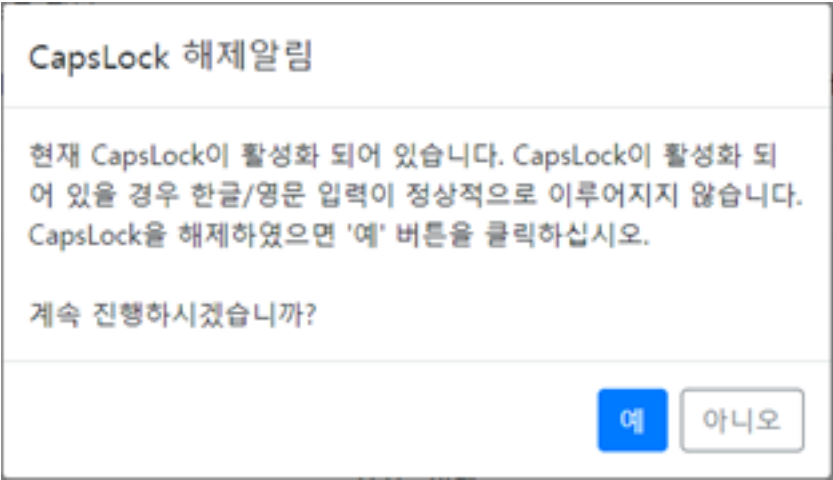 CapsLock 해제알림
현재 CapsLock이 활성화 되어 있습니다. CapsLock이 활성화 되
어 있을 경우 한글/영문 입력이 정상적으로 이루어지지 않습니다.
CapsLock을 해제하였으면 '예' 버튼을 클릭하십시오.
계속 진행하시겠습니까?
예 아니오